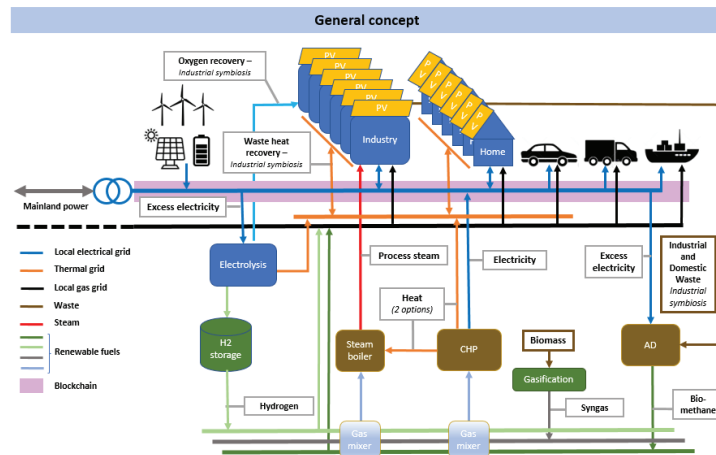 General concept
Oxygen recovery –
Industrial symbiosis
PV
PV
PV
PV
PV
PV
P
V
P
V
P
V
P
V
P
V
P
V
Waste heat
recovery –
Industrial symbiosis
Industry
Home
Mainland power
Excess electricity
Local electrical grid
Thermal grid
Local gas grid
Waste
Steam
Renewable fuels
Blockchain
Electrolysis
Process steam
Electricity
Excess
electricity
Industrial
and
Domestic
Waste
Industrial
symbiosis
Heat
(2 options)
H2
storage
Steam
boiler
CHP
Biomass
Gasification
AD
Hydrogen
Syngas
Bio-
methane
Gas
mixer
Gas
mixer